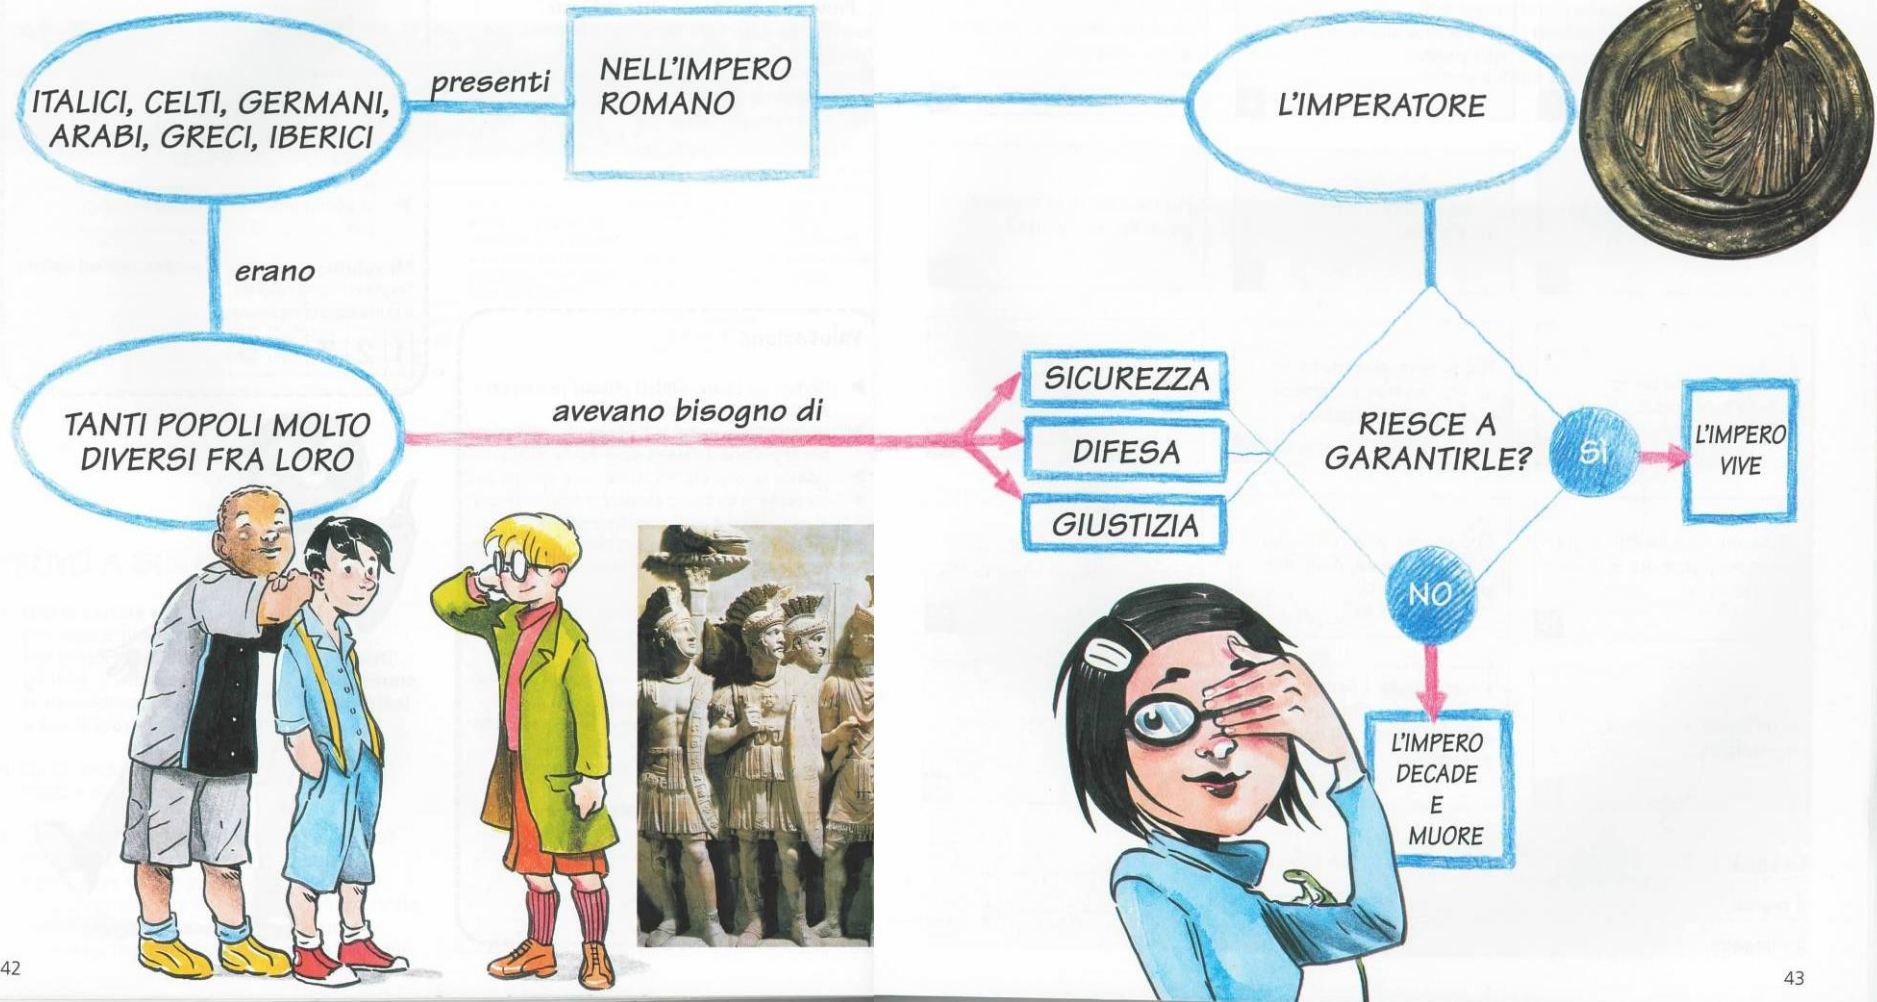 ITALICI, CELTI, GERMANI,
ARABI, GRECI, IBERICI
presenti
NELL'IMPERO
ROMANO
L'IMPERATORE
erano
TANTI POPOLI MOLTO
DIVERSI FRA LORO
avevano bisogno di
SICUREZZA
DIFESA
GIUSTIZIA
RIESCE A
GARANTIRLE?
SÌ
L'IMPERO
VIVE
NO
L'IMPERO
DECADE
E
MUORE
42
43